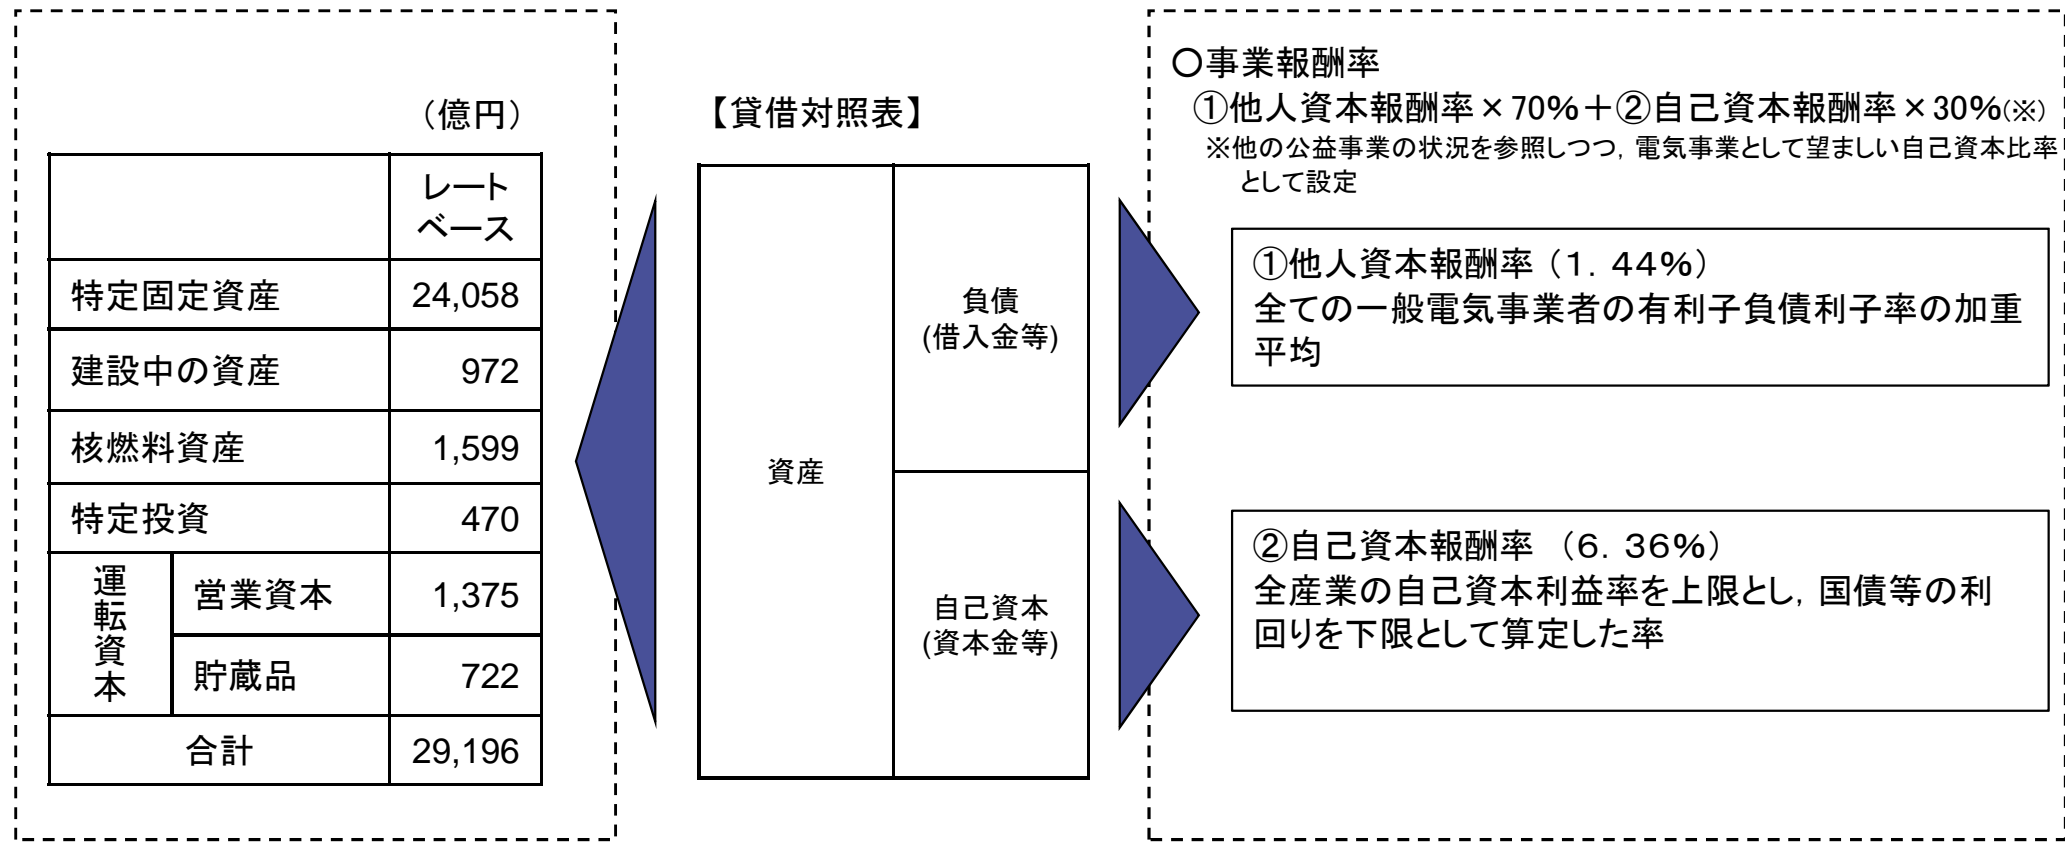 (億円)
レート
ベース
特定固定資産 24,058
建設中の資産 972
核燃料資産 1,599
特定投資 470
運転資本
営業資本 1,375
貯蔵品 722
合計 29,196
【貸借対照表】
資産
負債
(借入金等)
自己資本
(資本金等)
○事業報酬率
①他人資本報酬率×70%+②自己資本報酬率×30%(※)
※他の公益事業の状況を参照しつつ,電気事業として望ましい自己資本比率
として設定
①他人資本報酬率(1.44%)
全ての一般電気事業者の有利子負債利子率の加重
平均
②自己資本報酬率 (6.36%)
全産業の自己資本利益率を上限とし,国債等の利
回りを下限として算定した率